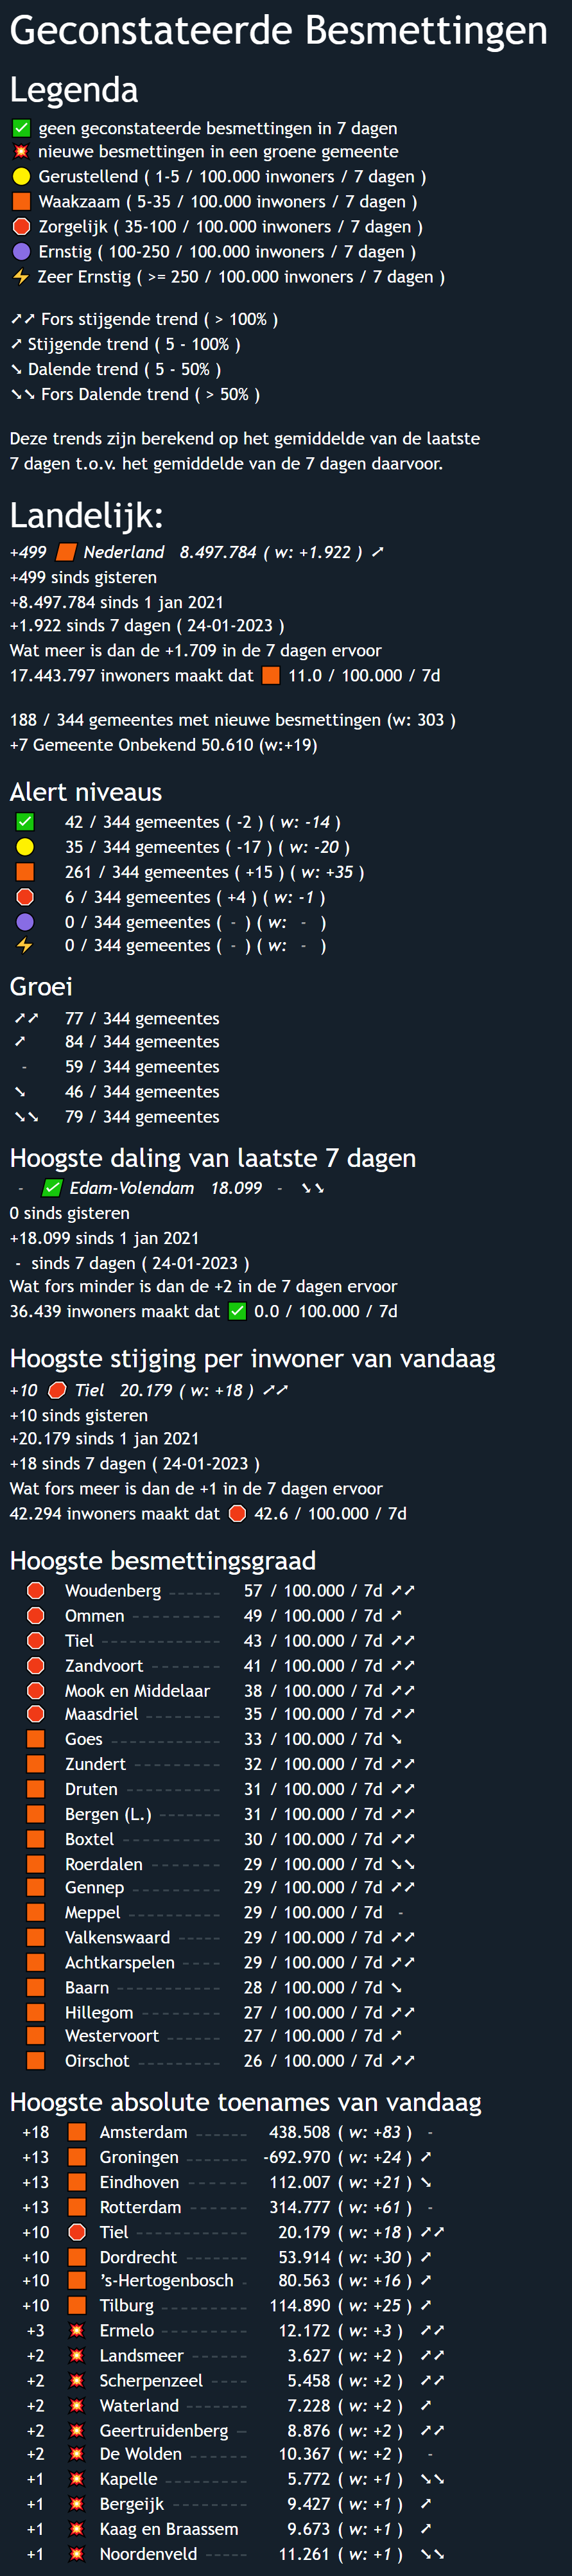 Geconstateerde Besmettingen
Legenda
✅ geen geconstateerde besmettingen in 7 dagen
💥 nieuwe besmettingen in een groene gemeente
🟡 Gerustellend ( 1-5 / 100.000 inwoners / 7 dagen )
🟧 Waakzaam ( 5-35 / 100.000 inwoners / 7 dagen )
🛑 Zorgelijk ( 35-100 / 100.000 inwoners / 7 dagen )
🟣 Ernstig ( 100-250 / 100.000 inwoners / 7 dagen )
⚡ Zeer Ernstig ( >= 250 / 100.000 inwoners / 7 dagen )
➚➚ Fors stijgende trend ( > 100% )
➚ Stijgende trend ( 5 - 100% )
➘ Dalende trend ( 5 - 50% )
➘➘ Fors Dalende trend ( > 50% )
Deze trends zijn berekend op het gemiddelde van de laatste
7 dagen t.o.v. het gemiddelde van de 7 dagen daarvoor.
Landelijk:
+499 🟧 Nederland 8.497.784 ( w: +1.922 ) ➚
+499 sinds gisteren
+8.497.784 sinds 1 jan 2021
+1.922 sinds 7 dagen ( 24-01-2023 )
Wat meer is dan de +1.709 in de 7 dagen ervoor
17.443.797 inwoners maakt dat 🟧 11.0 / 100.000 / 7d
188 / 344 gemeentes met nieuwe besmettingen (w: 303 )
+7 Gemeente Onbekend 50.610 (w:+19)
Alert niveaus
✅ 42 / 344 gemeentes ( -2 ) ( w: -14 )
🟡 35 / 344 gemeentes ( -17 ) ( w: -20 )
🟧 261 / 344 gemeentes ( +15 ) ( w: +35 )
🛑 6 / 344 gemeentes ( +4 ) ( w: -1 )
🟣 0 / 344 gemeentes ( - ) ( w: - )
⚡ 0 / 344 gemeentes ( - ) ( w: - )
Groei
➚➚ 77 / 344 gemeentes
➚ 84 / 344 gemeentes
- 59 / 344 gemeentes
➘ 46 / 344 gemeentes
➘➘ 79 / 344 gemeentes
Hoogste daling van laatste 7 dagen
- ✅ Edam-Volendam 18.099 - ➘➘
0 sinds gisteren
+18.099 sinds 1 jan 2021
- sinds 7 dagen ( 24-01-2023 )
Wat fors minder is dan de +2 in de 7 dagen ervoor
36.439 inwoners maakt dat ✅ 0.0 / 100.000 / 7d
Hoogste stijging per inwoner van vandaag
+10 🛑 Tiel 20.179 ( w: +18 ) ➚➚
+10 sinds gisteren
+20.179 sinds 1 jan 2021
+18 sinds 7 dagen ( 24-01-2023 )
Wat fors meer is dan de +1 in de 7 dagen ervoor
42.294 inwoners maakt dat 🛑 42.6 / 100.000 / 7d
Hoogste besmettingsgraad
🛑 Woudenberg ------ 57 / 100.000 / 7d ➚➚
🛑 Ommen ---------- 49 / 100.000 / 7d ➚
🛑 Tiel ------------- 43 / 100.000 / 7d ➚➚
🛑 Zandvoort -------- 41 / 100.000 / 7d ➚➚
🛑 Mook en Middelaar 38 / 100.000 / 7d ➚➚
🛑 Maasdriel -------- 35 / 100.000 / 7d ➚➚
🟧 Goes ------------ 33 / 100.000 / 7d ➘
🟧 Zundert ---------- 32 / 100.000 / 7d ➚➚
🟧 Druten ----------- 31 / 100.000 / 7d ➚➚
🟧 Bergen (L.) ------- 31 / 100.000 / 7d ➚➚
🟧 Boxtel ----------- 30 / 100.000 / 7d ➚➚
🟧 Roerdalen -------- 29 / 100.000 / 7d ➘➘
🟧 Gennep ---------- 29 / 100.000 / 7d ➚➚
🟧 Meppel ---------- 29 / 100.000 / 7d -
🟧 Valkenswaard ----- 29 / 100.000 / 7d ➚➚
🟧 Achtkarspelen ----- 29 / 100.000 / 7d ➚➚
🟧 Baarn ------------ 28 / 100.000 / 7d ➘
🟧 Hillegom --------- 27 / 100.000 / 7d ➚➚
🟧 Westervoort ------ 27 / 100.000 / 7d ➚
🟧 Oirschot --------- 26 / 100.000 / 7d ➚➚
Hoogste absolute toenames van vandaag
+18 🟧 Amsterdam ------ 438.508 ( w: +83 ) -
+13 🟧 Groningen ------- -692.970 ( w: +24 ) ➚
+13 🟧 Eindhoven ------- 112.007 ( w: +21 ) ➘
+13 🟧 Rotterdam ------- 314.777 ( w: +61 ) -
+10 🛑 Tiel ------------- 20.179 ( w: +18 ) ➚➚
+10 🟧 Dordrecht ------- 53.914 ( w: +30 ) ➚
+10 🟧 's-Hertogenbosch - 80.563 ( w: +16 ) ➚
+10 🟧 Tilburg ---------- 114.890 ( w: +25 ) ➚
+3 💥 Ermelo ---------- 12.172 ( w: +3 ) ➚➚
+2 💥 Landsmeer ------- 3.627 ( w: +2 ) ➚➚
+2 💥 Scherpenzeel ----- 5.458 ( w: +2 ) ➚➚
+2 💥 Waterland -------- 7.228 ( w: +2 ) ➚
+2 💥 Geertruidenberg - 8.876 ( w: +2 ) ➚➚
+2 💥 De Wolden ------- 10.367 ( w: +2 ) -
+1 💥 Kapelle ---------- 5.772 ( w: +1 ) ➘➘
+1 💥 Bergeijk --------- 9.427 ( w: +1 ) ➚
+1 💥 Kaag en Braassem 9.673 ( w: +1 ) ➚
+1 💥 Noordenveld ------ 11.261 ( w: +1 ) ➘➘